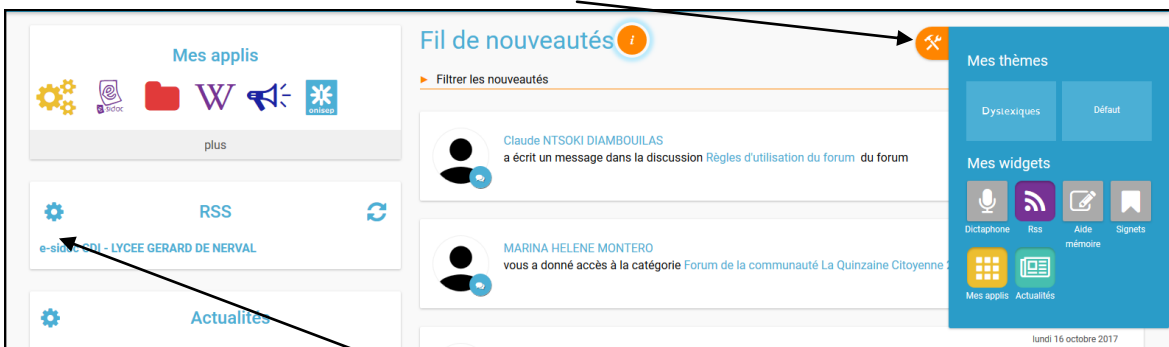 Mes applis
e sidoc
W
onisep
plus
RSS
e-sidoc CDI - LYCEE GERARD DE NERVAL
Actualités
Fil de nouveautés i
Filtrer les nouveautés
Claude NTSOKI DIAMBOUILAS
a écrit un message dans la discussion Règles d'utilisation du forum du forum
MARINA HELENE MONTERO
vous a donné accès à la catégorie Forum de la communauté La Quinzaine Citoyenne
Mes thèmes
Dyslexiques Défaut
Mes widgets
Dictaphone Rss Aide mémoire Signets
Mes applis Actualités
lundi 16 octobre 2017